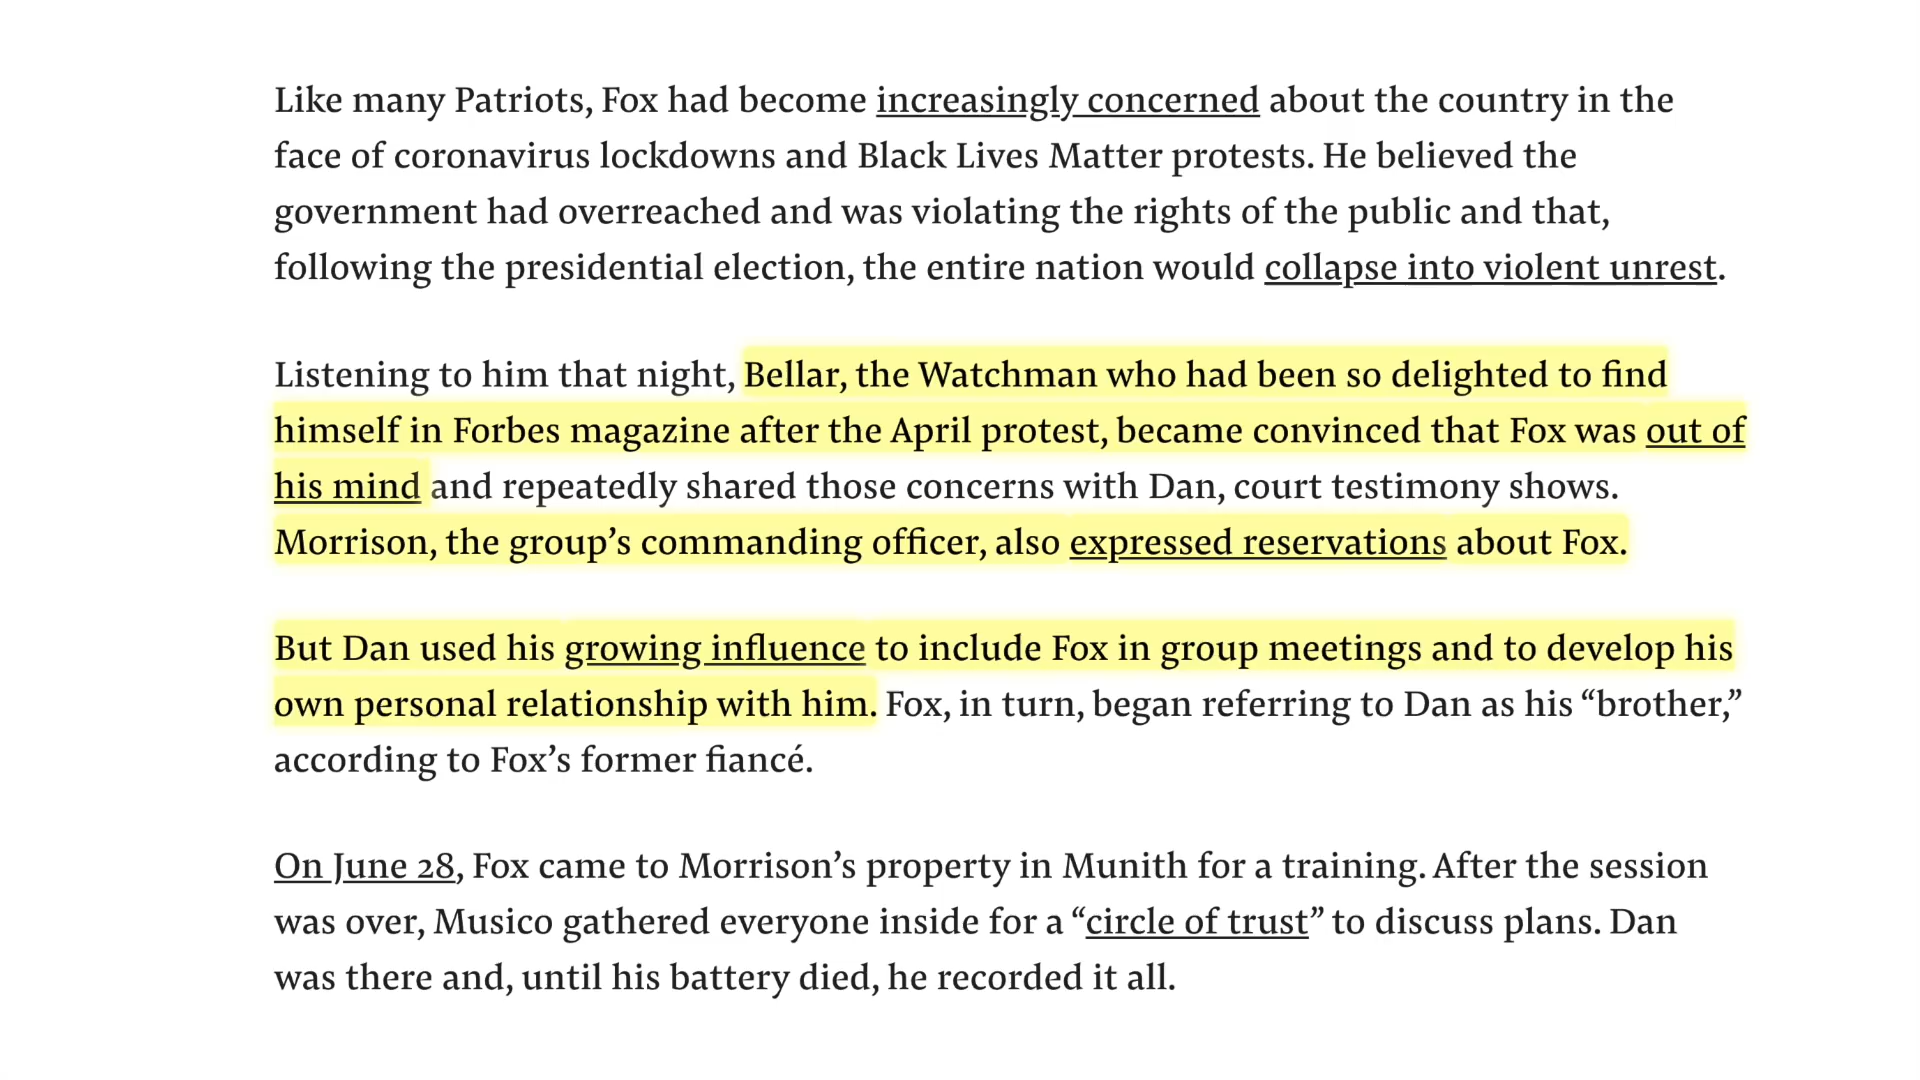 Like many Patriots, Fox had become increasingly concerned about the country in the
face of coronavirus lockdowns and Black Lives Matter protests. He believed the
government had overreached and was violating the rights of the public and that,
following the presidential election, the entire nation would collapse into violent unrest.
Listening to him that night, Bellar, the Watchman who had been so delighted to find
himself in Forbes magazine after the April protest, became convinced that Fox was out of
his mind and repeatedly shared those concerns with Dan, court testimony shows.
Morrison, the group’s commanding officer, also expressed reservations about Fox.
But Dan used his growing influence to include Fox in group meetings and to develop his
own personal relationship with him. Fox, in turn, began referring to Dan as his “brother,”
according to Fox’s former fiancé.
On June 28, Fox came to Morrison’s property in Munith for a training. After the session
was over, Musico gathered everyone inside for a “circle of trust” to discuss plans. Dan
was there and, until his battery died, he recorded it all.